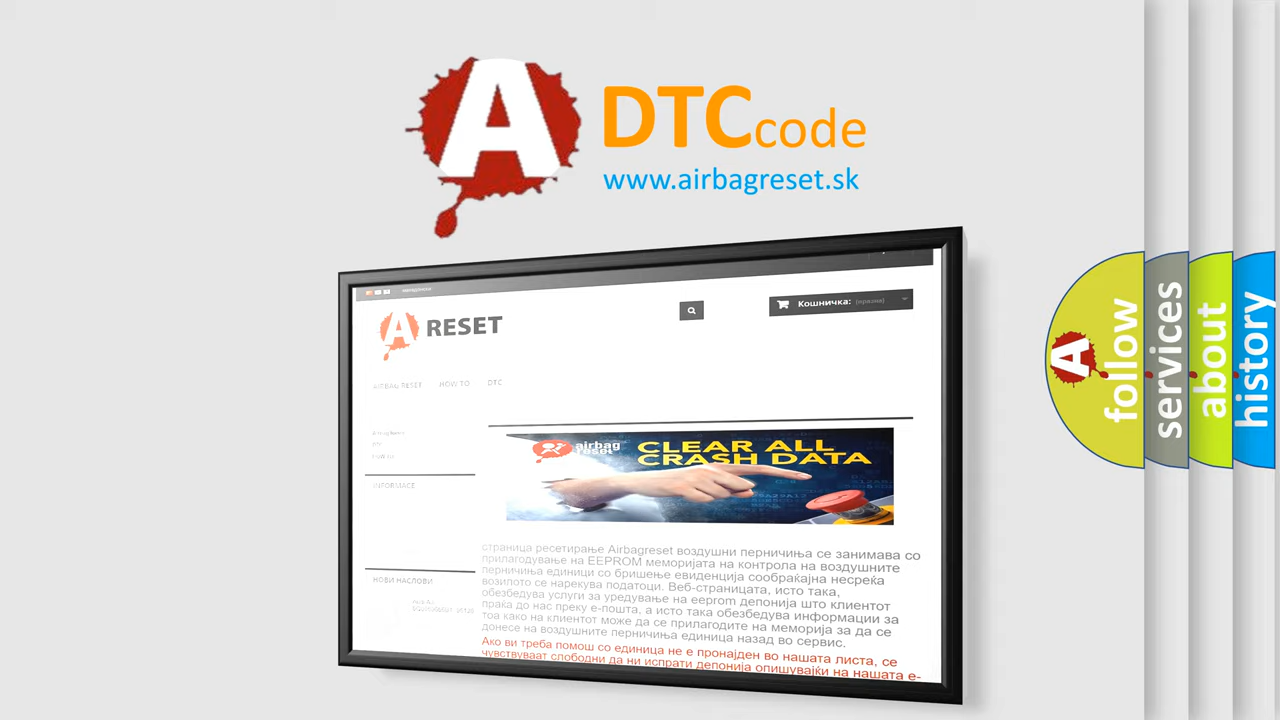 A
DTC code
www.airbagreset.sk
A RESET
Кошничка: (празни)
AIRBAG RESET HOW TO DTC
INFORMACE
НОВИ НАСЛОВИ
airbag
reset
CLEAR ALL
CRASH DATA
страница ресетирање Airbagreset воздушни перничиња се занимава со
прилагодување на EEPROM меморијата на контрола на воздушните
перничиња единици со бришење евиденција сообраќајна несреќа
возилото се нарекува податоци. Веб-страницата, исто така,
обезбедува услуги за уредување на eeprom депонија што клиентот
праќа до нас преку е-пошта, а исто така обезбедува информации за
тоа како на клиентот може да се прилагодите на меморија за да се
донесе на воздушните перничиња единица назад во сервис.
Ако ви треба помош со единица не е пронајден во нашата листа, се
чувствуваат слободни да ни испрати депонија опишувајќи на нашата е-
A
follow
services
about
history